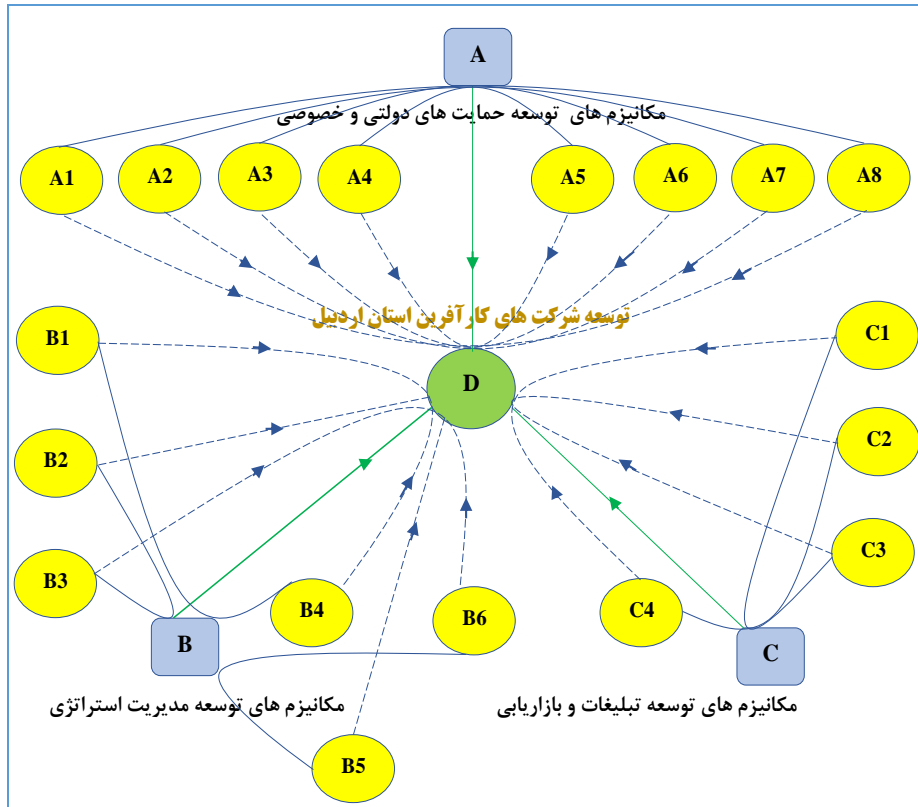 A
مکانیزم های توسعه حمایت های دولتی و خصوصی
A1 A2 A3 A4 A5 A6 A7 A8
توسعه شرکت های کارآفرین استان اردبیل
B1
C1
D
B2
C2
B3
C3
B4
B6
C4
B
C
مکانیزم های توسعه مدیریت استراتژی
مکانیزم های توسعه تبلیغات و بازاریابی
B5